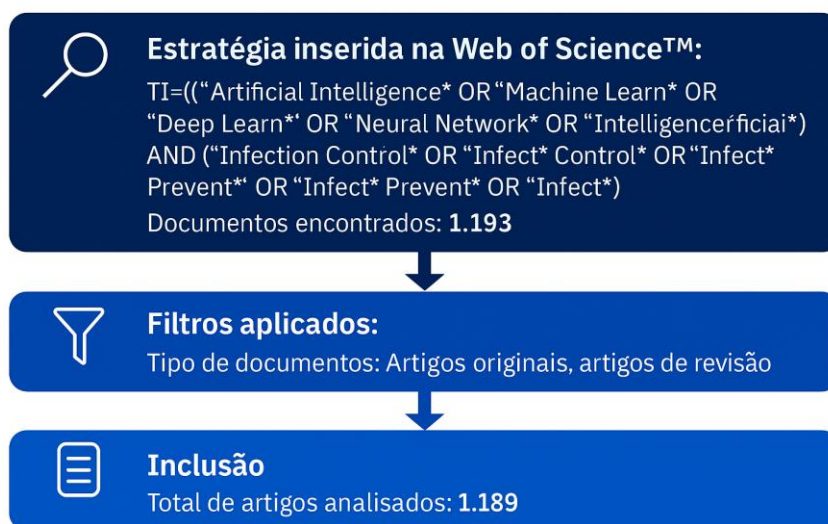 Estratégia inserida na Web of Science™:
TI=((“Artificial Intelligence* OR “Machine Learn* OR
“Deep Learn*‘ OR “Neural Network* OR “Intelligencerficiai*)
AND (“Infection Control* OR “Infect* Control* OR “Infect*
Prevent*‘ OR “Infect* Prevent* OR “Infect*)
Documentos encontrados: 1.193
Filtros aplicados:
Tipo de documentos: Artigos originais, artigos de revisão
Inclusão
Total de artigos analisados: 1.189